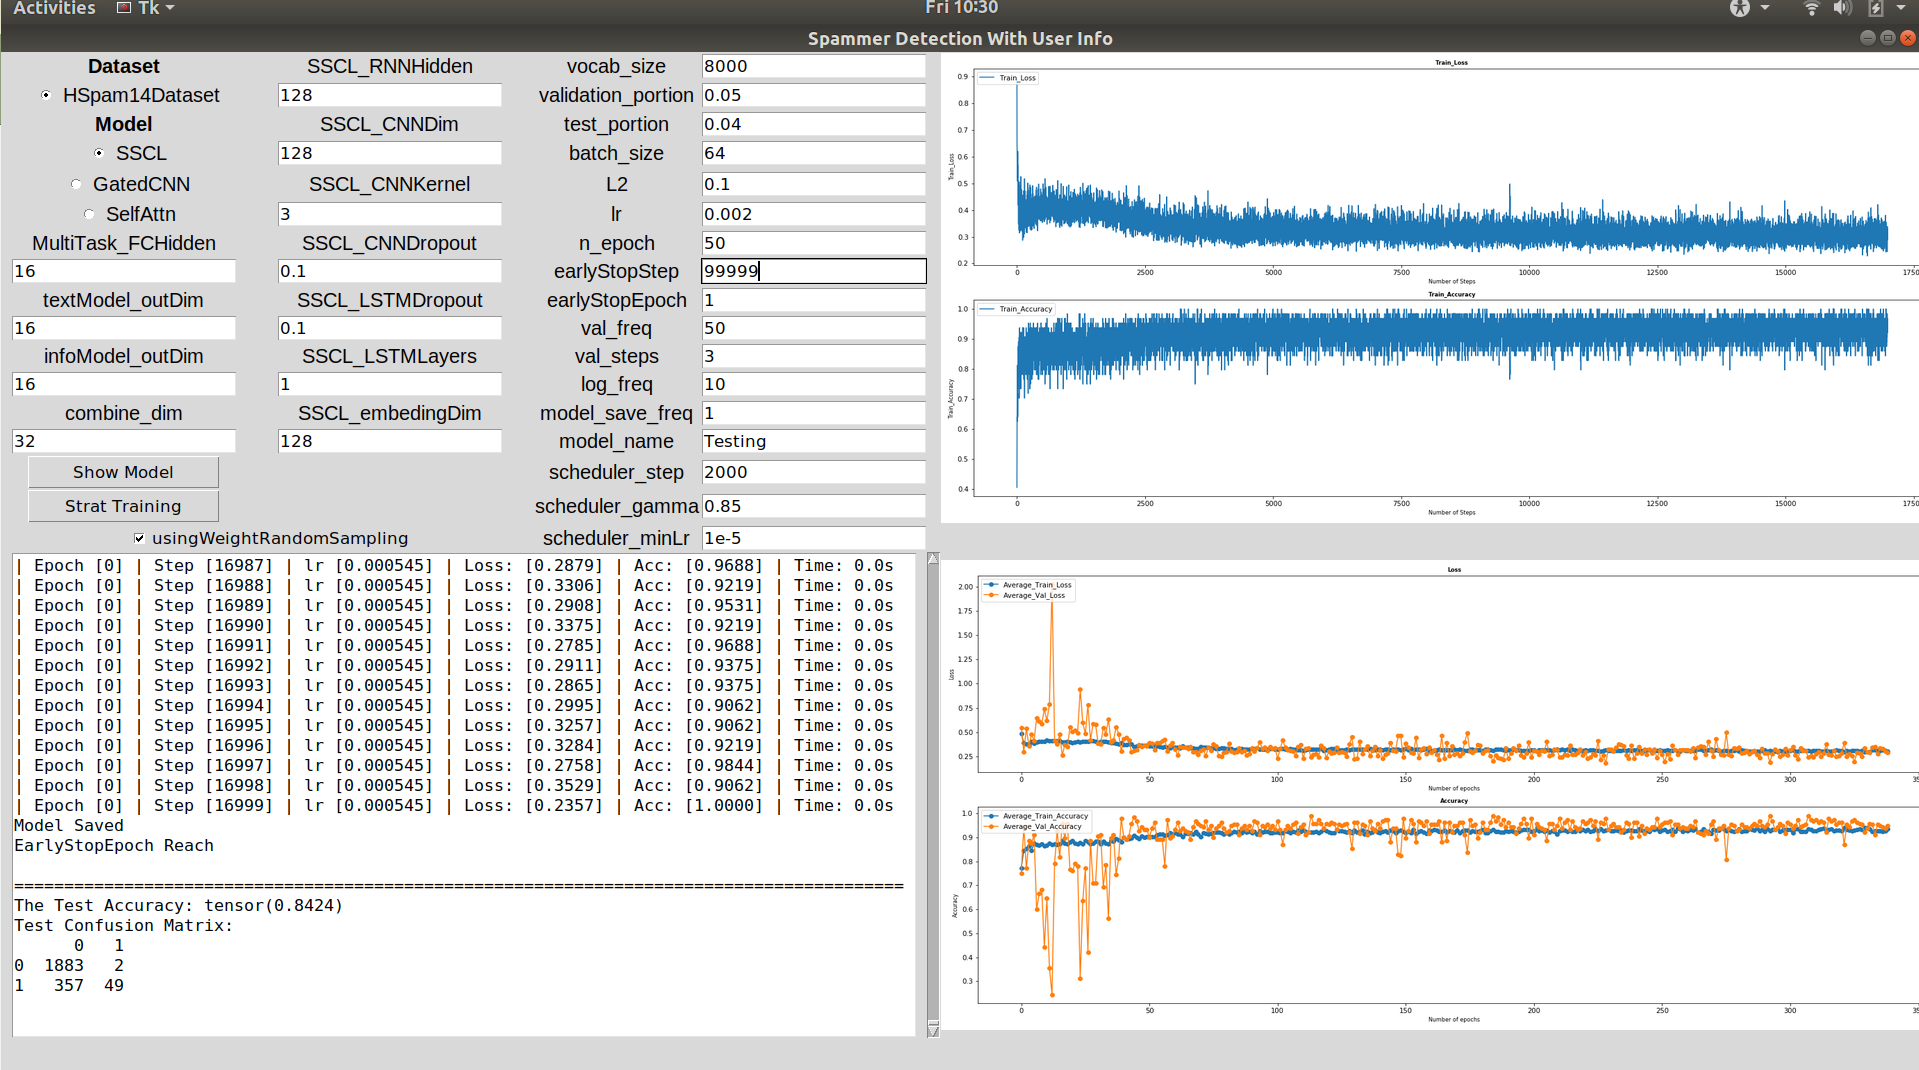 Activities Tk Fri 10:30
Spammer Detection With User Info
Dataset SSCL_RNNHidden vocab_size 8000
HSpam14Dataset 128 validation_portion 0.05
Model SSCL_CNNDim test_portion 0.04
SSCL 128 batch_size 64
GatedCNN SSCL_CNNKernel L2 0.1
SelfAttn 3 lr 0.002
MultiTask_FCHidden SSCL_CNNDropout n_epoch 50
16 0.1 earlyStopStep 99999
textModel_outDim SSCL_LSTMDropout earlyStopEpoch 1
16 0.1 val_freq 50
infoModel_outDim SSCL_LSTMLayers val_steps 3
16 1 log_freq 10
combine_dim SSCL_embedingDim model_save_freq 1
32 128 model_name Testing
Show Model scheduler_step 2000
Strat Training scheduler_gamma 0.85
usingWeightRandomSampling scheduler_minLr 1e-5
| Epoch [0] | Step [16987] | lr [0.000545] | Loss: [0.2879] | Acc: [0.9688] | Time: 0.0s
| Epoch [0] | Step [16988] | lr [0.000545] | Loss: [0.3306] | Acc: [0.9219] | Time: 0.0s
| Epoch [0] | Step [16989] | lr [0.000545] | Loss: [0.2908] | Acc: [0.9531] | Time: 0.0s
| Epoch [0] | Step [16990] | lr [0.000545] | Loss: [0.3375] | Acc: [0.9219] | Time: 0.0s
| Epoch [0] | Step [16991] | lr [0.000545] | Loss: [0.2785] | Acc: [0.9688] | Time: 0.0s
| Epoch [0] | Step [16992] | lr [0.000545] | Loss: [0.2911] | Acc: [0.9375] | Time: 0.0s
| Epoch [0] | Step [16993] | lr [0.000545] | Loss: [0.2865] | Acc: [0.9375] | Time: 0.0s
| Epoch [0] | Step [16994] | lr [0.000545] | Loss: [0.2995] | Acc: [0.9062] | Time: 0.0s
| Epoch [0] | Step [16995] | lr [0.000545] | Loss: [0.3257] | Acc: [0.9062] | Time: 0.0s
| Epoch [0] | Step [16996] | lr [0.000545] | Loss: [0.3284] | Acc: [0.9219] | Time: 0.0s
| Epoch [0] | Step [16997] | lr [0.000545] | Loss: [0.2758] | Acc: [0.9844] | Time: 0.0s
| Epoch [0] | Step [16998] | lr [0.000545] | Loss: [0.3529] | Acc: [0.9062] | Time: 0.0s
| Epoch [0] | Step [16999] | lr [0.000545] | Loss: [0.2357] | Acc: [1.0000] | Time: 0.0s
Model Saved
EarlyStopEpoch Reach
=========================================================================================
The Test Accuracy: tensor(0.8424)
Test Confusion Matrix:
0 1
0 1883 2
1 357 49
Train_Loss
Train_Loss
0.9
0.8
0.7
0.6
0.5
0.4
0.3
0.2
Train_Loss
0 2500 5000 7500 10000 12500 15000 1750
Number of Steps
Train_Accuracy
Train_Accuracy
1.0
0.9
0.8
0.7
0.6
0.5
0.4
Train_Accuracy
0 2500 5000 7500 10000 12500 15000 1750
Number of Steps
Loss
Average_Train_Loss
Average_Val_Loss
2.00
1.75
1.50
1.25
1.00
0.75
0.50
0.25
Loss
0 50 100 150 200 250 300 35
Number of epochs
Accuracy
Average_Train_Accuracy
Average_Val_Accuracy
1.0
0.9
0.8
0.7
0.6
0.5
0.4
0.3
Accuracy
0 50 100 150 200 250 300 35
Number of epochs